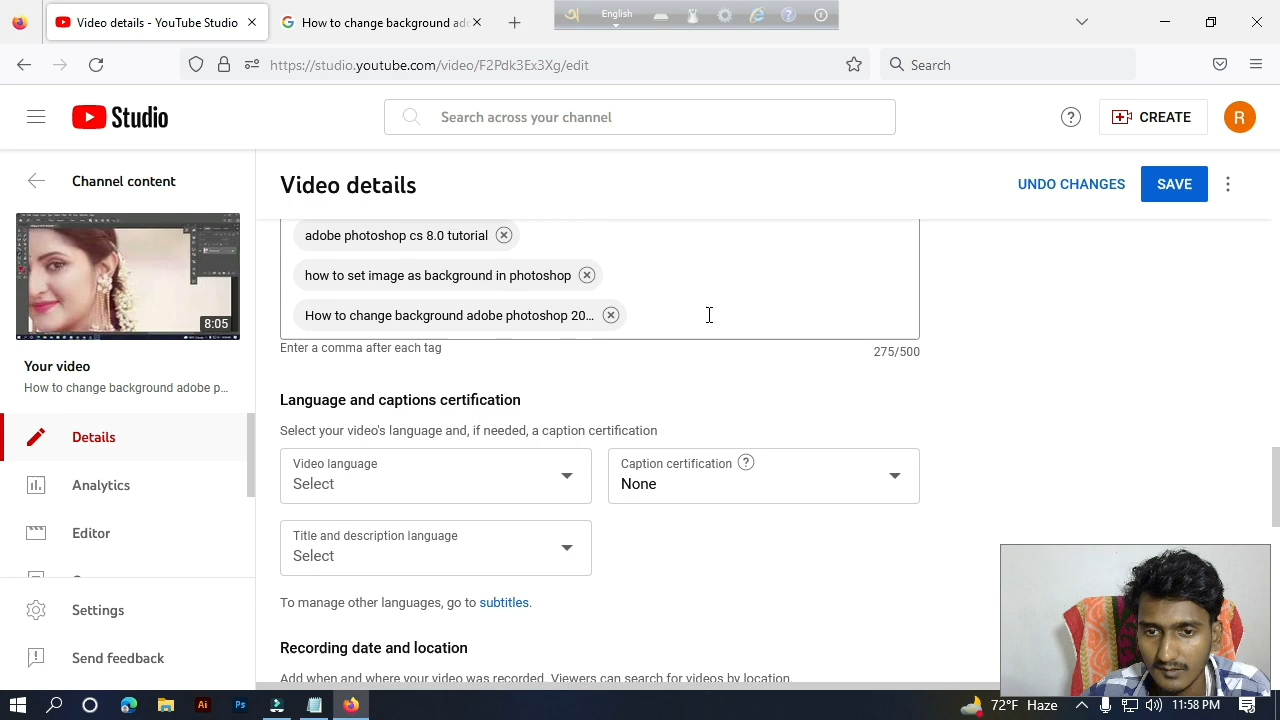 Video details - YouTube Studio
How to change background ado
English
https://studio.youtube.com/video/F2Pdk3Ex3Xg/edit
Search
Studio
Search across your channel
CREATE
R
Channel content
Video details
UNDO CHANGES
SAVE
8:05
Your video
How to change background adobe p...
Details
Analytics
Editor
Settings
Send feedback
adobe photoshop cs 8.0 tutorial
how to set image as background in photoshop
How to change background adobe photoshop 20...
Enter a comma after each tag
275/500
Language and captions certification
Select your video's language and, if needed, a caption certification
Video language
Select
Caption certification
None
Title and description language
Select
To manage other languages, go to subtitles.
Recording date and location
Add when and where your video was recorded. Viewers can search for videos by location.
Ai
Ps
72°F Haze
11:58 PM